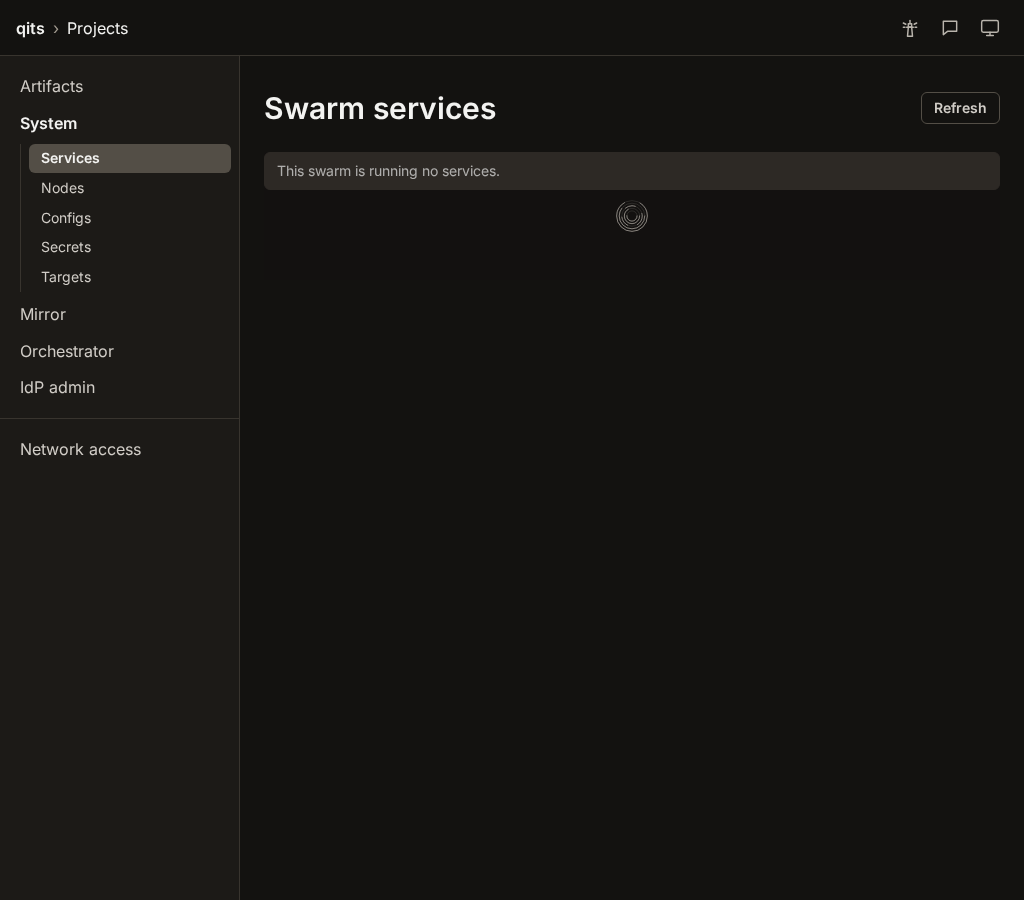 qits › Projects
Artifacts
System
Services
Nodes
Configs
Secrets
Targets
Mirror
Orchestrator
IdP admin
Network access
Swarm services
Refresh
This swarm is running no services.